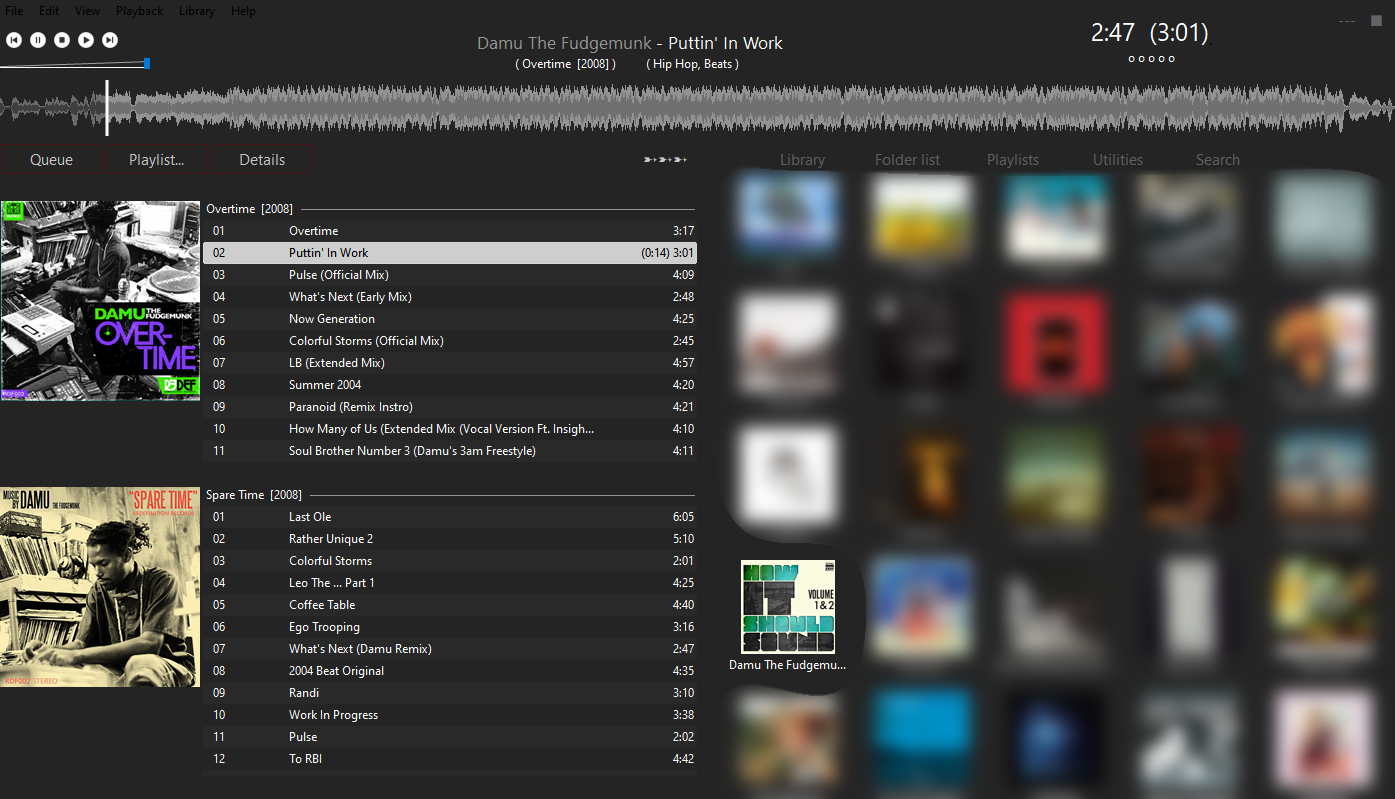 File Edit View Playback Library Help
Damu The Fudgemunk - Puttin' In Work
( Overtime [2008] ) ( Hip Hop, Beats )
2:47 (3:01)
Queue Playlist... Details
Library Folder list Playlists Utilities Search
DAMU THE FUDGEMUNK
OVER-
TIME
DEF
RDF003
Overtime [2008]
01 Overtime 3:17
02 Puttin' In Work (0:14) 3:01
03 Pulse (Official Mix) 4:09
04 What's Next (Early Mix) 2:48
05 Now Generation 4:25
06 Colorful Storms (Official Mix) 2:45
07 LB (Extended Mix) 4:57
08 Summer 2004 4:20
09 Paranoid (Remix Instro) 4:21
10 How Many of Us (Extended Mix (Vocal Version Ft. Insigh... 4:10
11 Soul Brother Number 3 (Damu's 3am Freestyle) 4:11
MUSIC BY DAMU THE FUDGEMUNK
"SPARE TIME"
REDEFINITION RECORDS
RDF002 STEREO
Spare Time [2008]
01 Last Ole 6:05
02 Rather Unique 2 5:10
03 Colorful Storms 2:01
04 Leo The ... Part 1 4:25
05 Coffee Table 4:40
06 Ego Trooping 3:16
07 What's Next (Damu Remix) 2:47
08 2004 Beat Original 4:35
09 Randi 3:10
10 Work In Progress 3:38
11 Pulse 2:02
12 To RBI 4:42
HOW
IT
SHOULD
SOUND
VOLUME
1&2
Damu The Fudgemu...